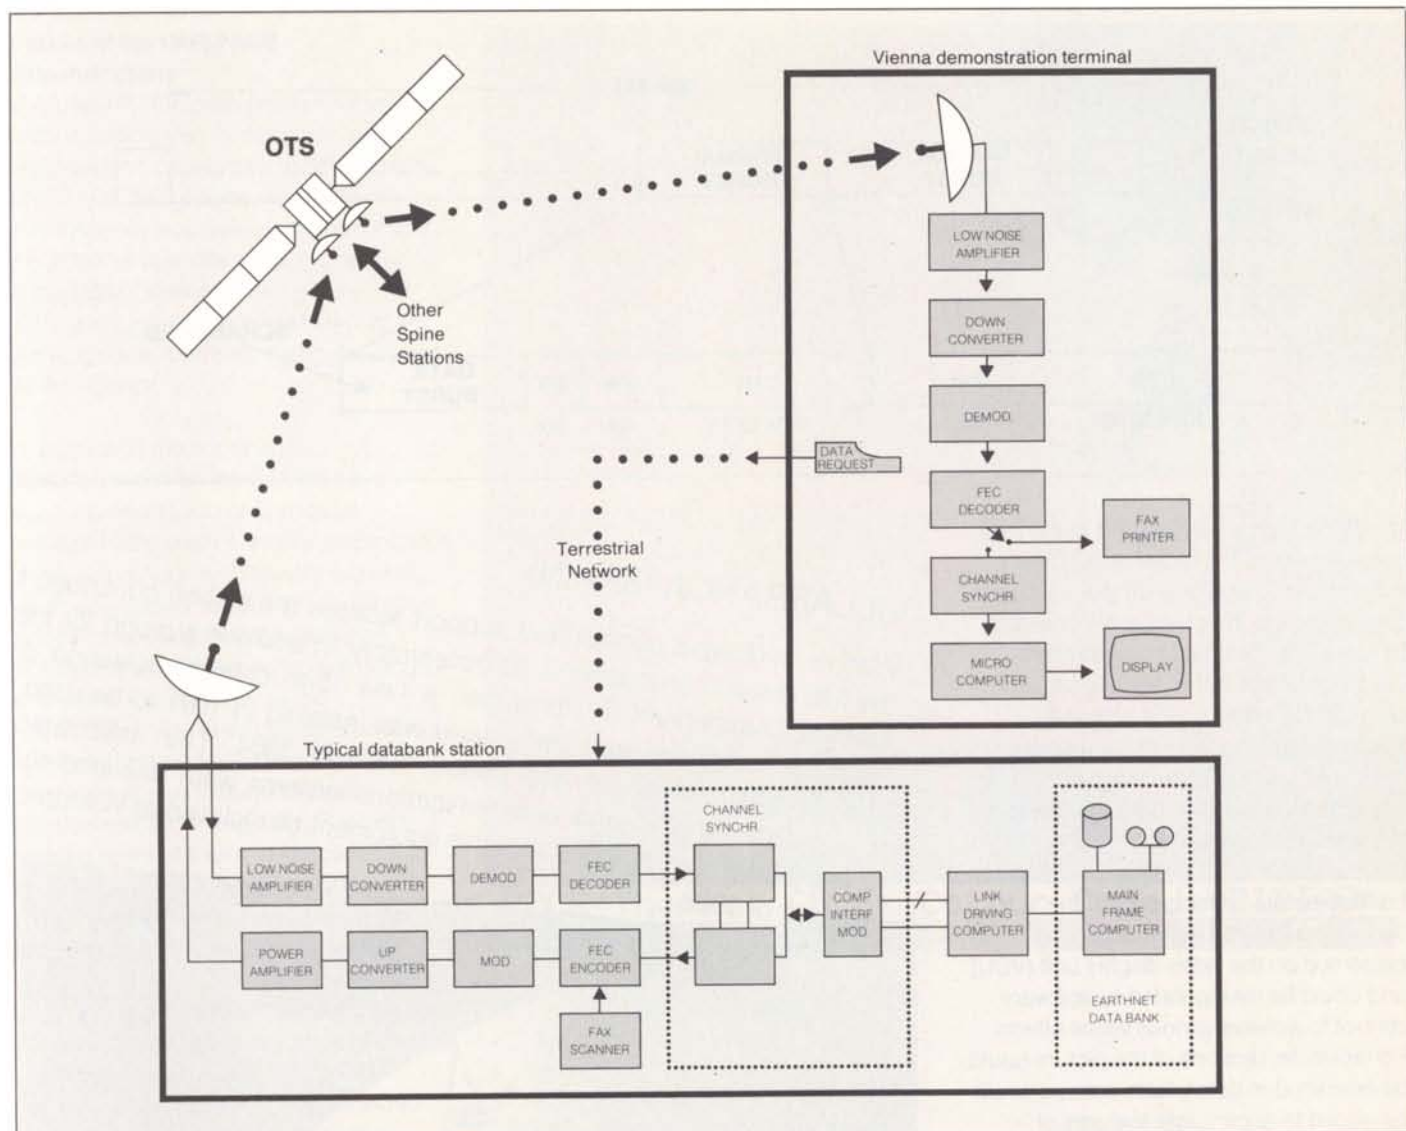 Vienna demonstration terminal
OTS
Other
Spine
Stations
LOW NOISE
AMPLIFIER
DOWN
CONVERTER
DEMOD.
DATA
REQUEST
FEC
DECODER
FAX
PRINTER
Terrestrial
Network
CHANNEL
SYNCHR
MICRO
COMPUTER
DISPLAY
Typical databank station
CHANNEL
SYNCHR
LOW NOISE
AMPLIFIER
DOWN
CONVERTER
DEMOD
FEC
DECODER
COMP
INTERF
MOD
LINK
DRIVING
COMPUTER
MAIN
FRAME
COMPUTER
POWER
AMPLIFIER
UP
CONVERTER
MOD
FEC
ENCODER
FAX
SCANNER
EARTHNET
DATA BANK